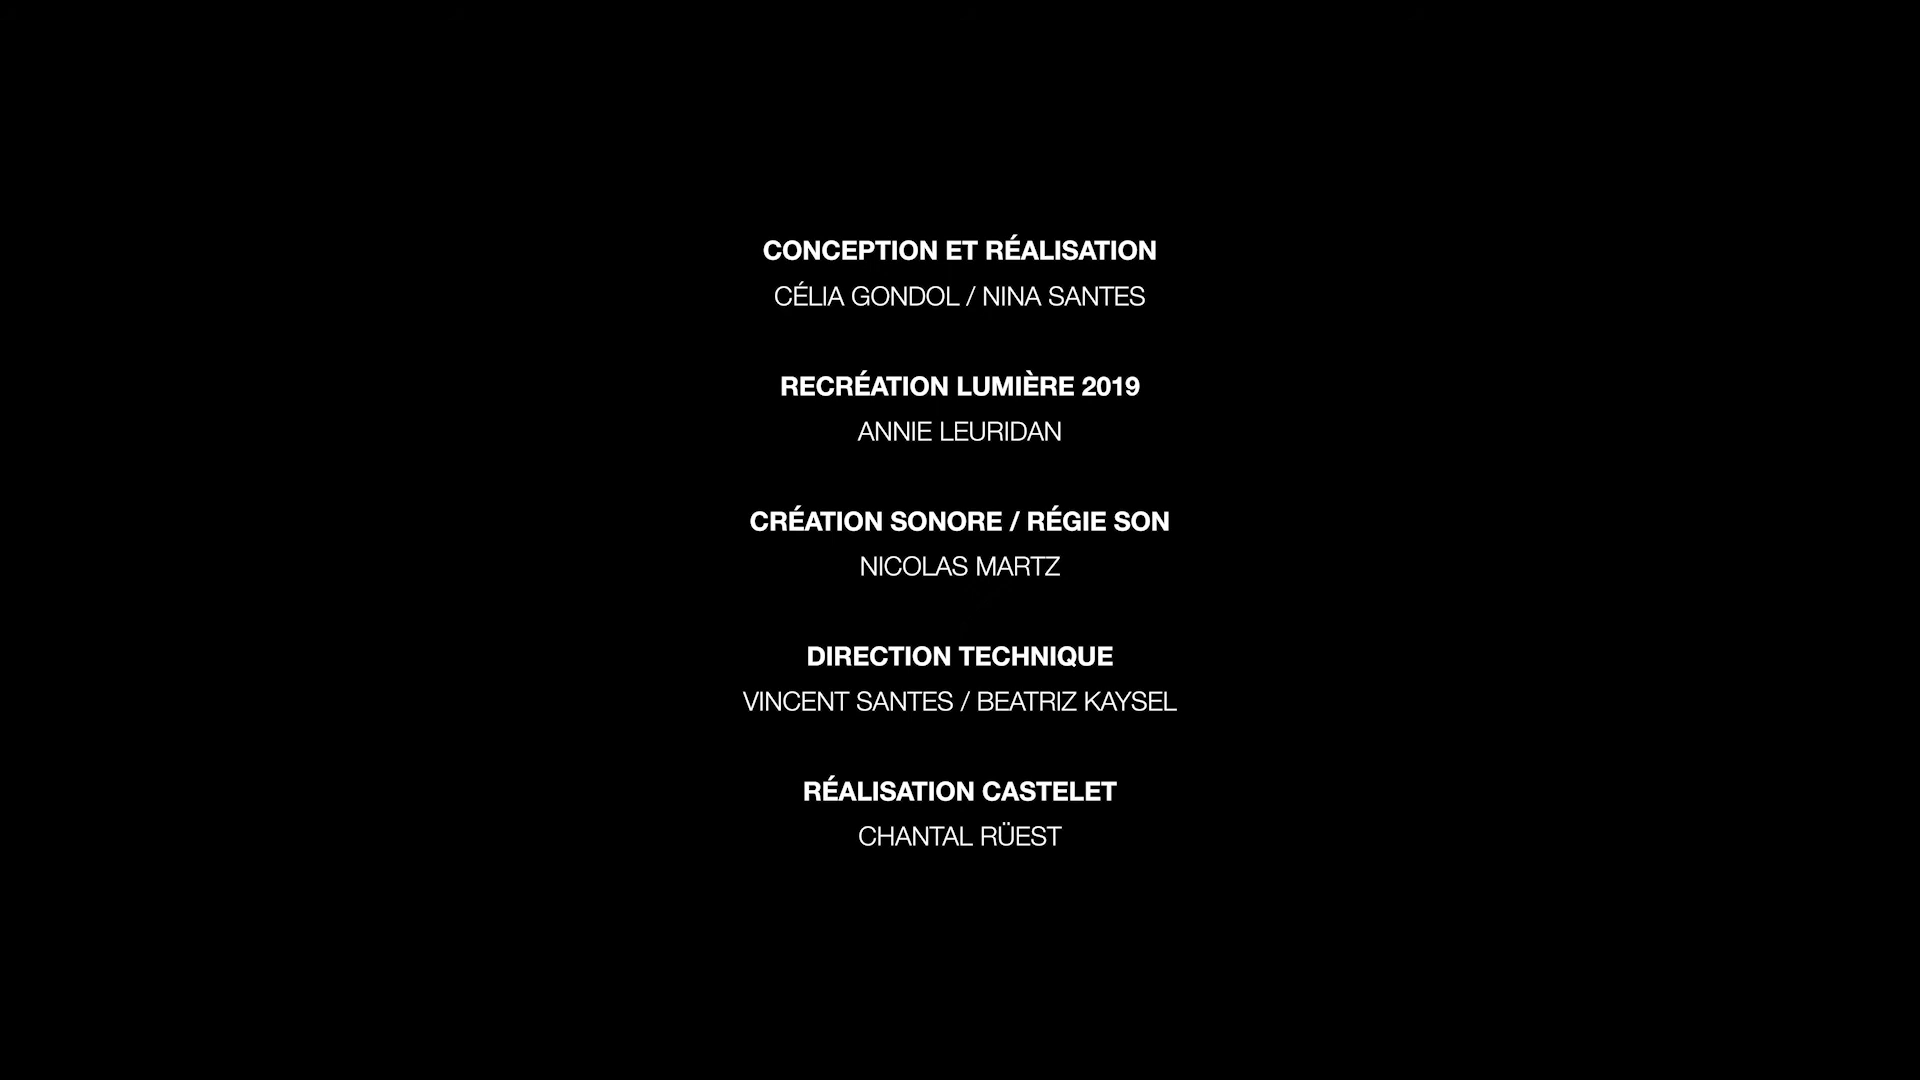 CONCEPTION ET RÉALISATION
CÉLIA GONDOL / NINA SANTES
RECRÉATION LUMIÈRE 2019
ANNIE LEURIDAN
CRÉATION SONORE / RÉGIE SON
NICOLAS MARTZ
DIRECTION TECHNIQUE
VINCENT SANTES / BEATRIZ KAYSEL
RÉALISATION CASTELET
CHANTAL RÜEST